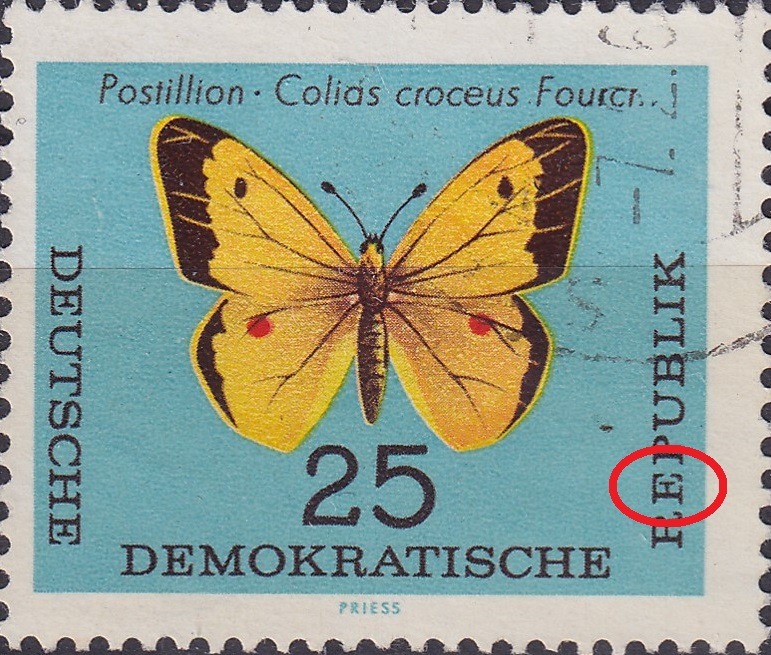 Postillion · Colias croceus Fourcr.
DEUTSCHE
REPUBLIK
25
DEMOKRATISCHE
PRIESS